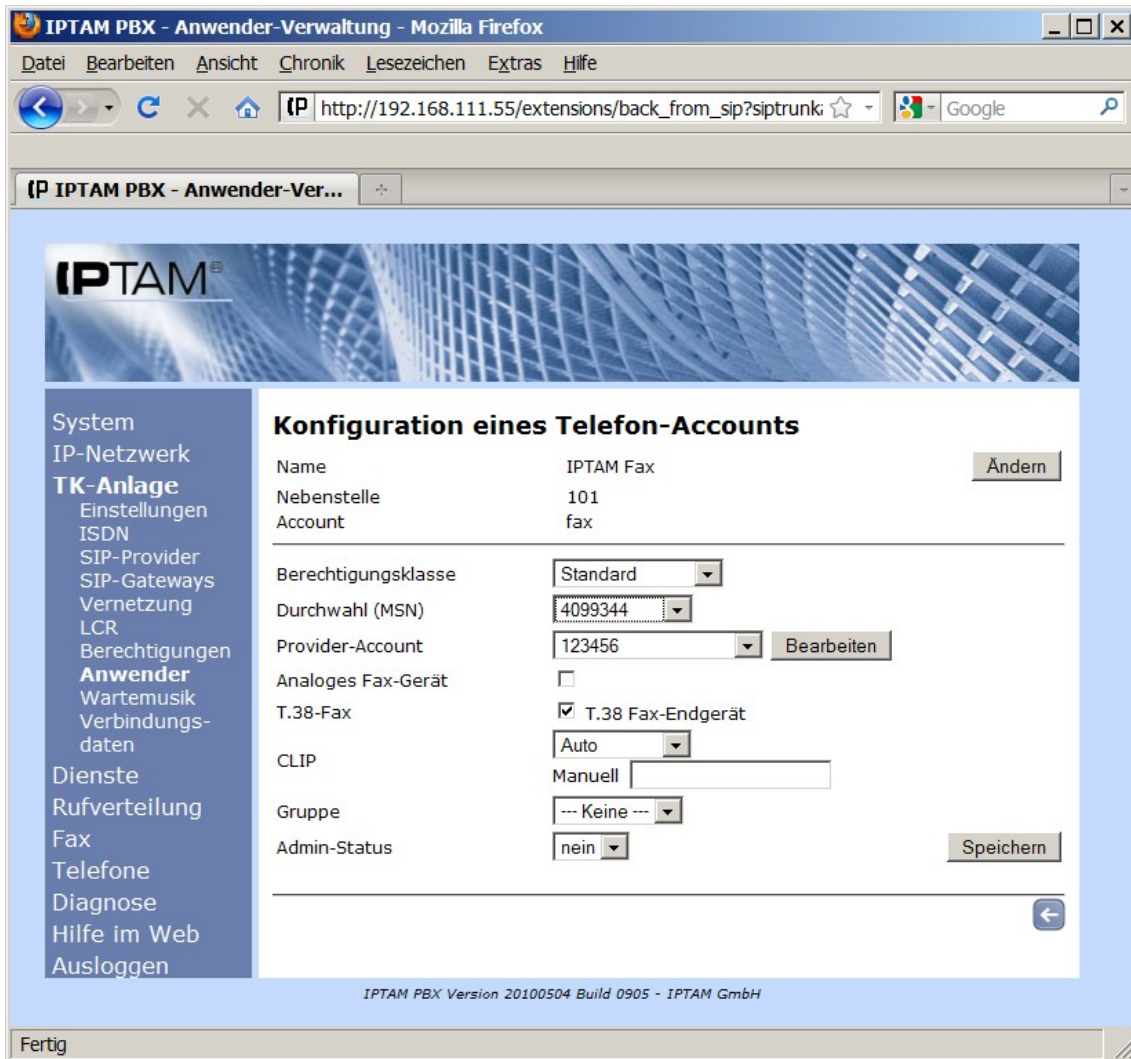 IPTAM PBX - Anwender-Verwaltung - Mozilla Firefox
Datei Bearbeiten Ansicht Chronik Lesezeichen Extras Hilfe
http://192.168.111.55/extensions/back_from_sip?siptrunk
Google
IPTAM PBX - Anwender-Ver...
IPTAM®
System
IP-Netzwerk
TK-Anlage
Einstellungen
ISDN
SIP-Provider
SIP-Gateways
Vernetzung
LCR
Berechtigungen
Anwender
Wartemusik
Verbindungs-
daten
Dienste
Rufverteilung
Fax
Telefone
Diagnose
Hilfe im Web
Ausloggen
Konfiguration eines Telefon-Accounts
Name IPTAM Fax Ändern
Nebenstelle 101
Account fax
Berechtigungsklasse Standard
Durchwahl (MSN) 4099344
Provider-Account 123456 Bearbeiten
Analoges Fax-Gerät
T.38-Fax T.38 Fax-Endgerät
CLIP Auto
Manuell
Gruppe --- Keine ---
Admin-Status nein Speichern
IPTAM PBX Version 20100504 Build 0905 - IPTAM GmbH
Fertig